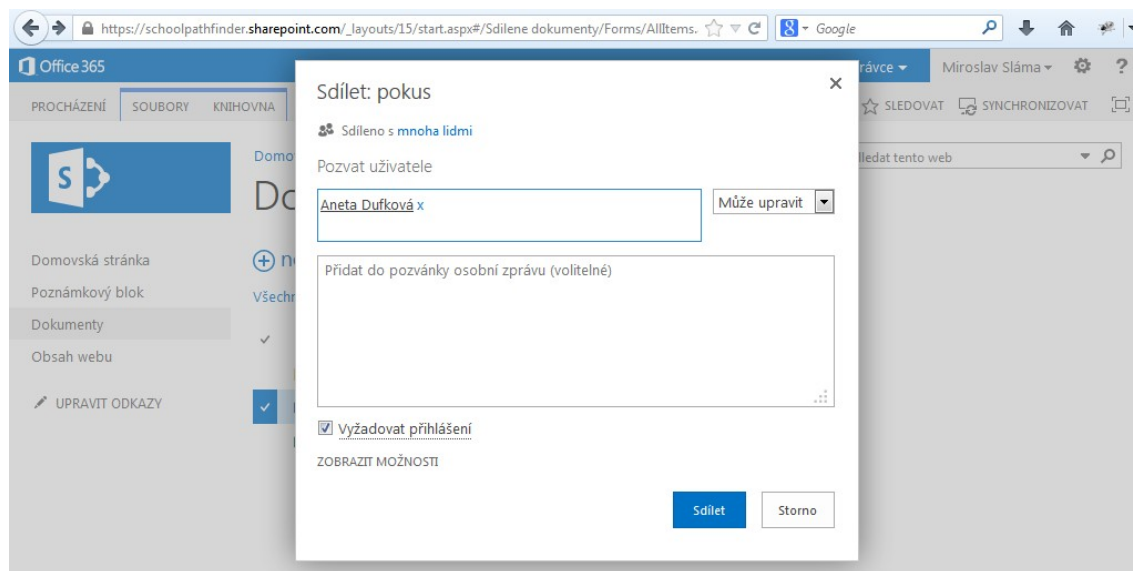 https://schoolpathfinder.sharepoint.com/_layouts/15/start.aspx#/Sdilene dokumenty/Forms/AllItems.
Google
Office 365
rávce
Miroslav Sláma
?
PROCHÁZENÍ
SOUBORY
KNIHOVNA
SLEDOVAT
SYNCHRONIZOVAT
Sdílet: pokus
Sdíleno s mnoha lidmi
Pozvat uživatele
Aneta Dufková x
Může upravit
Přidat do pozvánky osobní zprávu (volitelné)
Vyžadovat přihlášení
ZOBRAZIT MOŽNOSTI
Sdílet
Storno
S
Domo
Do
ledat tento web
Domovská stránka
Poznámkový blok
Dokumenty
Obsah webu
UPRAVIT ODKAZY
n
Všechn